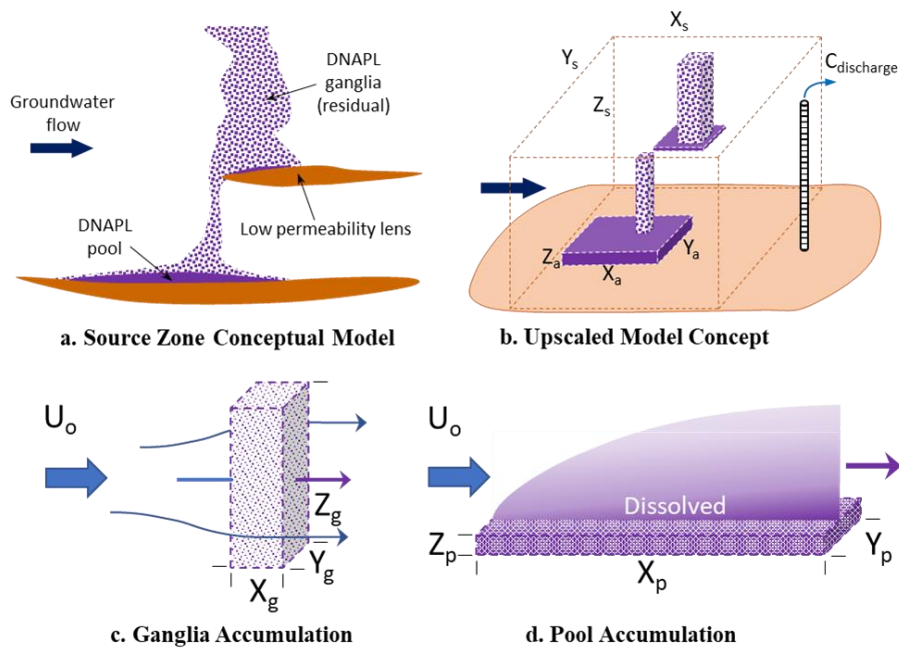 DNAPL
ganglia
(residual)
Groundwater
flow
Low permeability lens
DNAPL
pool
a. Source Zone Conceptual Model
Xs
Ys
Zs
Cdischarge
Za
Xa
Ya
b. Upscaled Model Concept
Uo
Zg
Yg
Xg
c. Ganglia Accumulation
Uo
Dissolved
Zp
Yp
Xp
d. Pool Accumulation